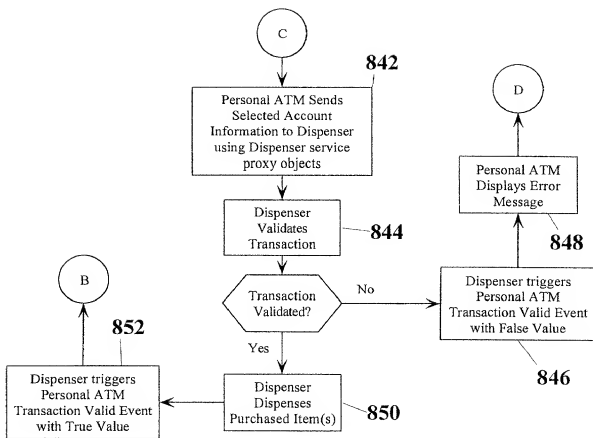 C
842
Personal ATM Sends
Selected Account
Information to Dispenser
using Dispenser service
proxy objects
D
Personal ATM
Displays Error
Message
848
Dispenser
Validates
Transaction
844
B
Transaction
Validated?
No
Dispenser triggers
Personal ATM
Transaction Valid Event
with False Value
846
852
Yes
Dispenser triggers
Personal ATM
Transaction Valid Event
with True Value
Dispenser
Dispenses
Purchased Item(s)
850